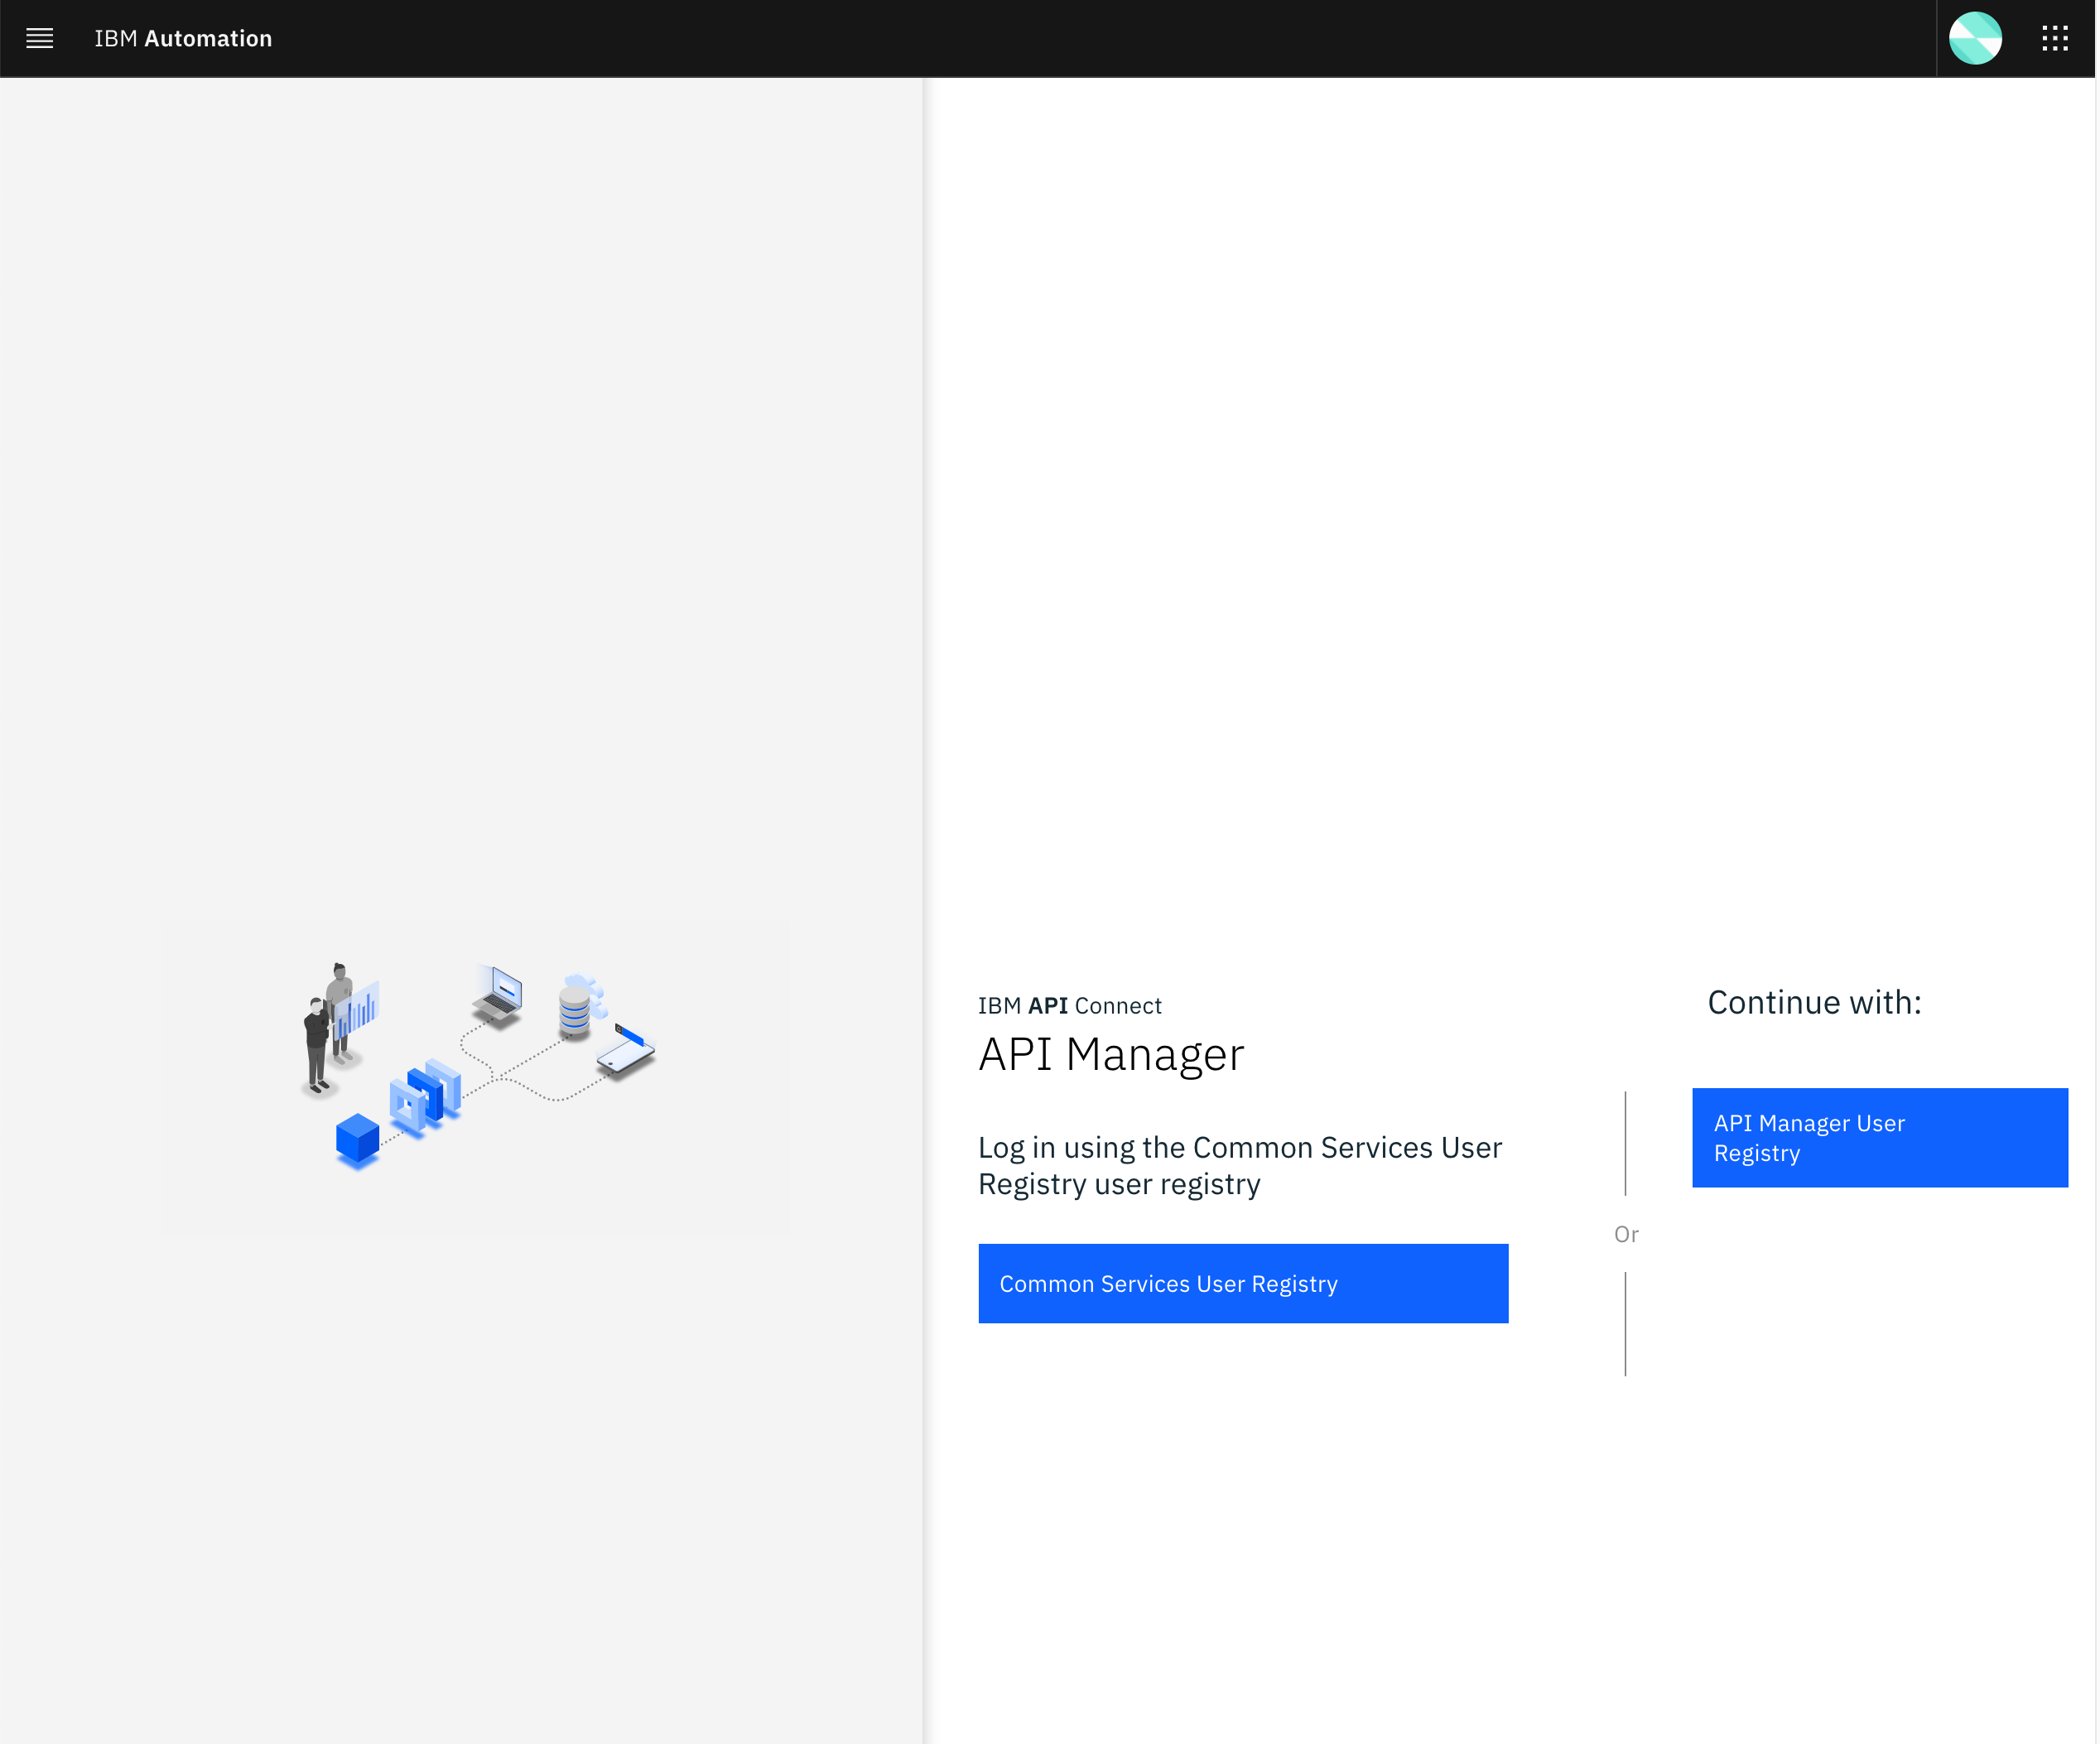 IBM Automation
IBM API Connect
API Manager
Log in using the Common Services User
Registry user registry
Common Services User Registry
Or
Continue with:
API Manager User
Registry